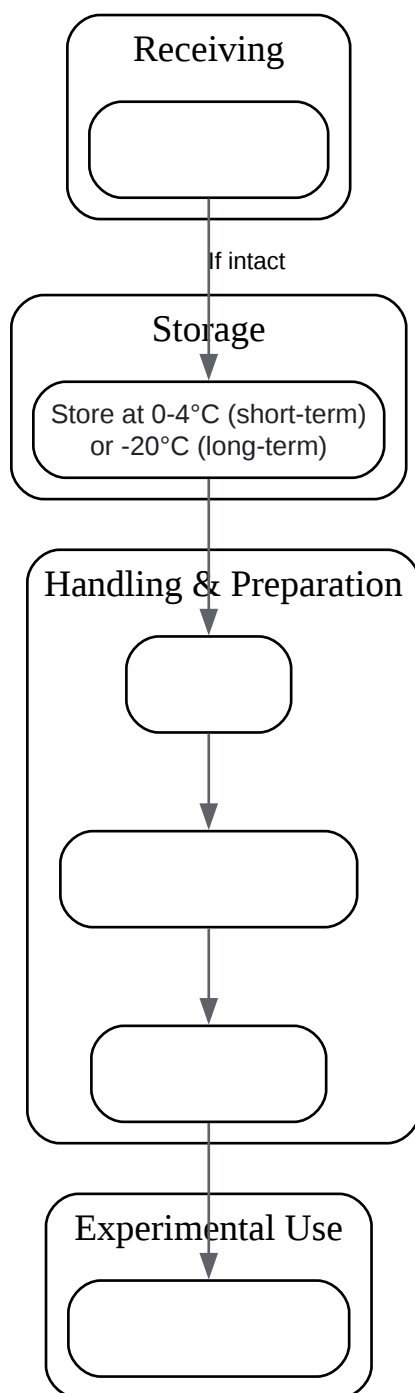 Receiving
If intact
Storage
Store at 0-4°C (short-term)
or -20°C (long-term)
Handling & Preparation
Experimental Use